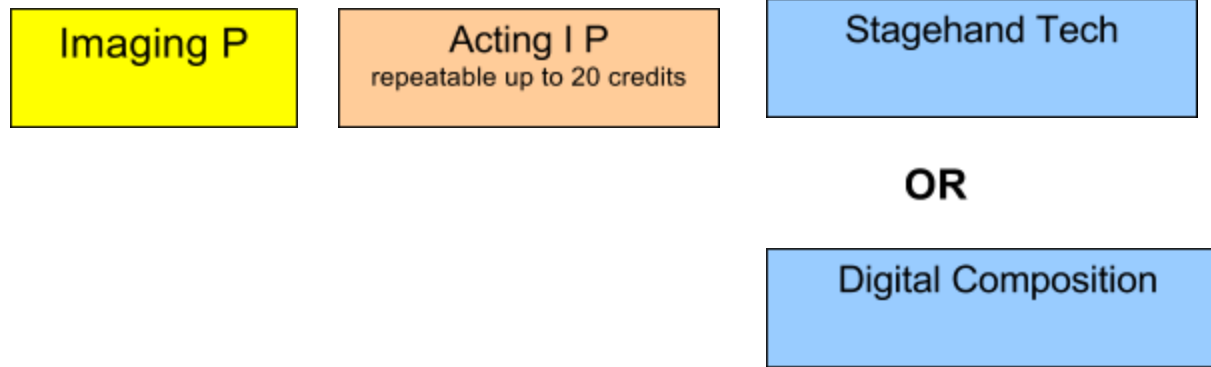 Imaging P
Acting I P
repeatable up to 20 credits
Stagehand Tech
OR
Digital Composition